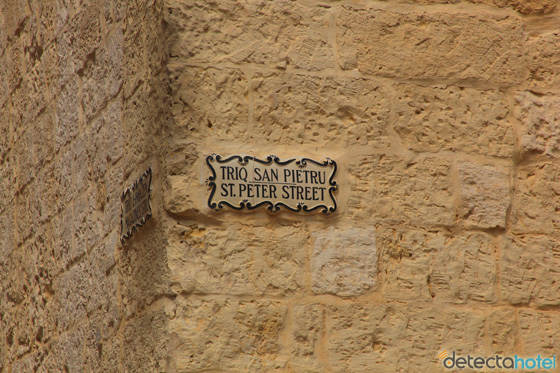 TRIQ SAN PIETRU
ST. PETER STREET
detectahotel